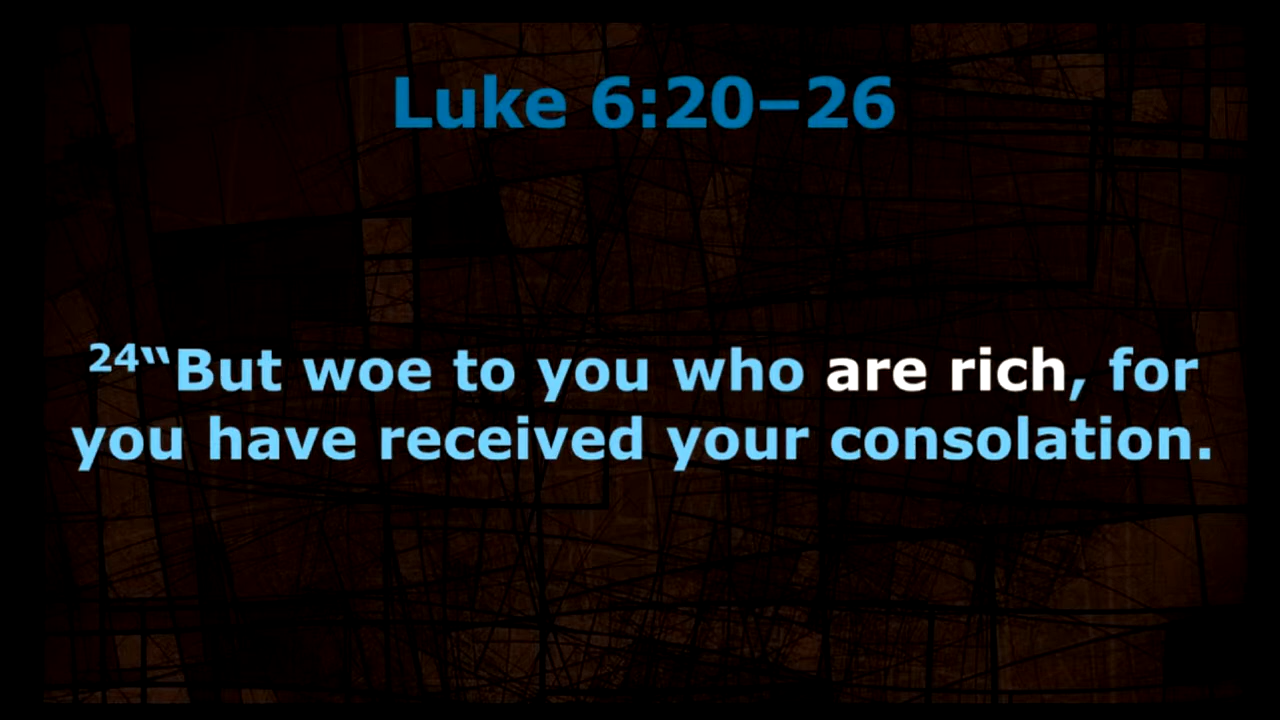 Luke 6:20–26
24“But woe to you who are rich, for
you have received your consolation.